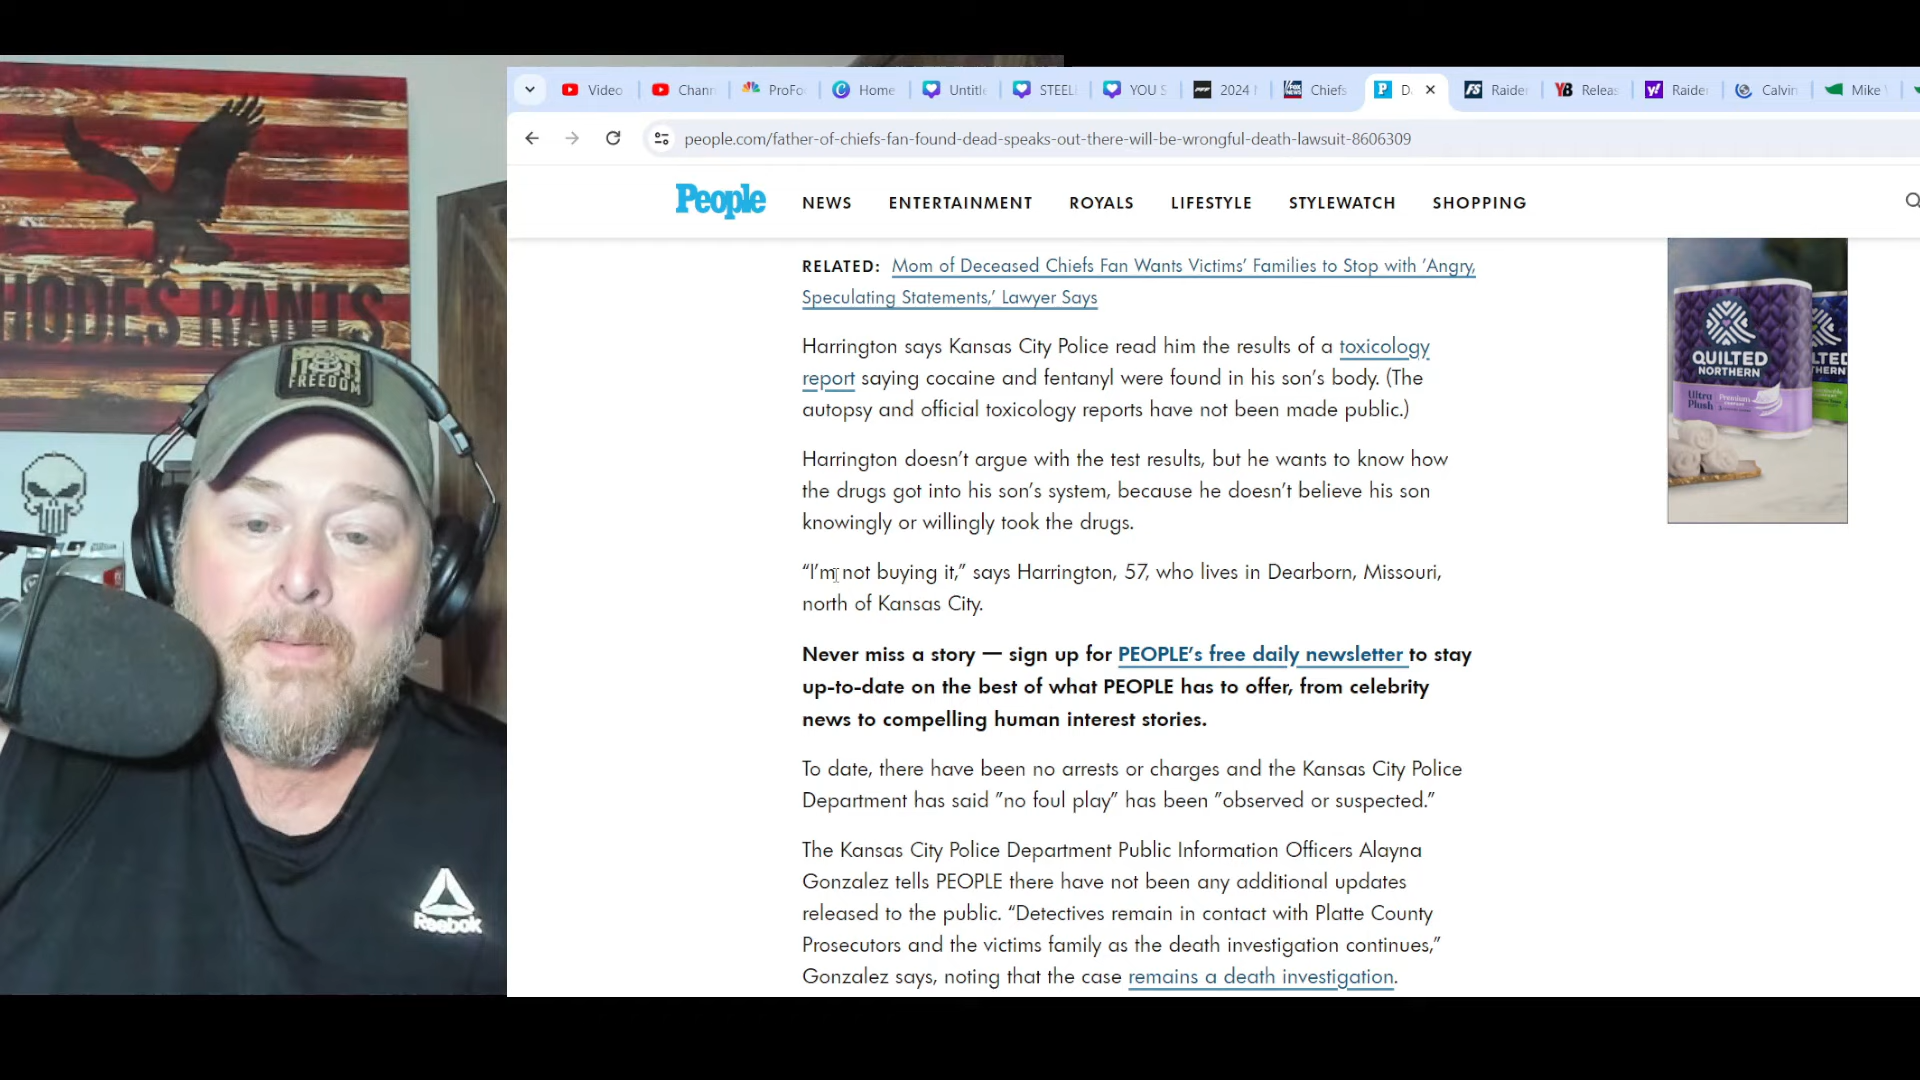 HODES RANTS
FREEDOM
Reebok
Video
Chann
ProFo
Home
Untitle
STEEL
YOU S
2024
Chiefs
D
Raider
Releas
Raide
Calvin
Mike
people.com/father-of-chiefs-fan-found-dead-speaks-out-there-will-be-wrongful-death-lawsuit-8606309
People
NEWS ENTERTAINMENT ROYALS LIFESTYLE STYLEWATCH SHOPPING
RELATED: Mom of Deceased Chiefs Fan Wants Victims’ Families to Stop with ‘Angry,
Speculating Statements,’ Lawyer Says
Harrington says Kansas City Police read him the results of a toxicology
report saying cocaine and fentanyl were found in his son’s body. (The
autopsy and official toxicology reports have not been made public.)
Harrington doesn’t argue with the test results, but he wants to know how
the drugs got into his son’s system, because he doesn’t believe his son
knowingly or willingly took the drugs.
“I’m not buying it,” says Harrington, 57, who lives in Dearborn, Missouri,
north of Kansas City.
Never miss a story — sign up for PEOPLE’s free daily newsletter to stay
up-to-date on the best of what PEOPLE has to offer, from celebrity
news to compelling human interest stories.
To date, there have been no arrests or charges and the Kansas City Police
Department has said ”no foul play” has been ”observed or suspected.”
The Kansas City Police Department Public Information Officers Alayna
Gonzalez tells PEOPLE there have not been any additional updates
released to the public. “Detectives remain in contact with Platte County
Prosecutors and the victims family as the death investigation continues,”
Gonzalez says, noting that the case remains a death investigation.
QUILTED
NORTHERN
Ultra
Plush
Premium